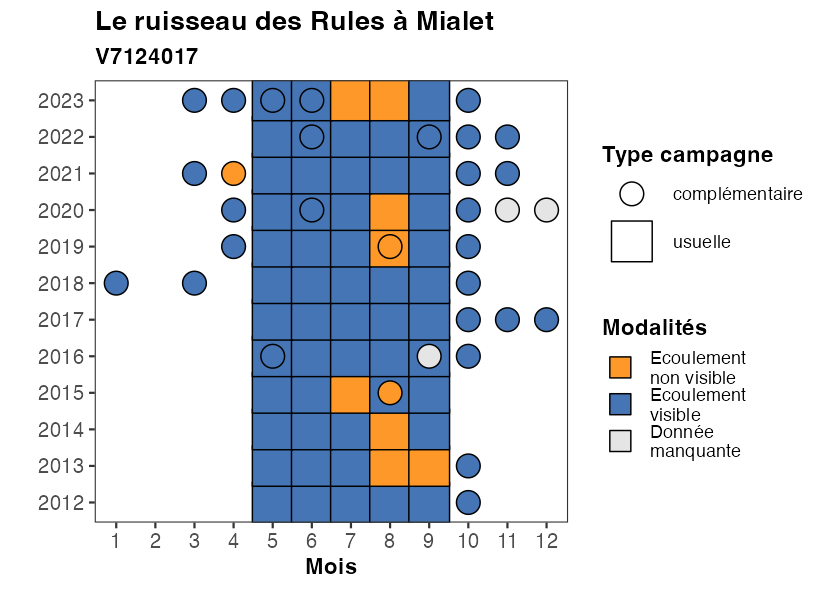 Le ruisseau des Rules à Mialet
V7124017
2023
2022
2021
2020
2019
2018
2017
2016
2015
2014
2013
2012
1 2 3 4 5 6 7 8 9 10 11 12
Mois
Type campagne
complémentaire
usuelle
Modalités
Ecoulement
non visible
Ecoulement
visible
Donnée
manquante